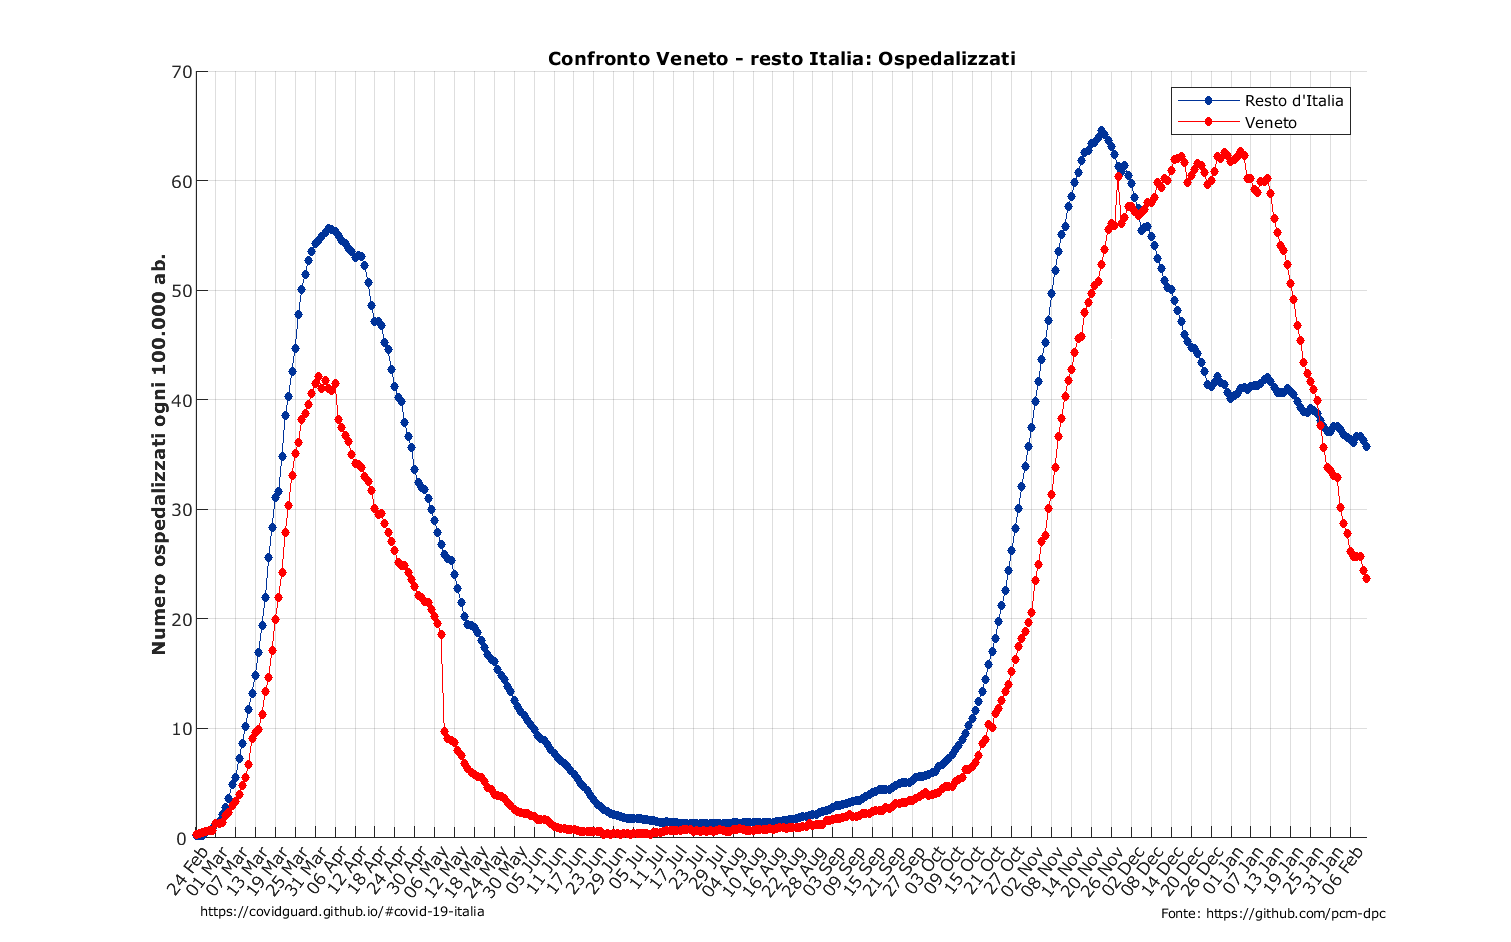 Confronto Veneto - resto Italia: Ospedalizzati
Resto d'Italia
Veneto
Numero ospedalizzati ogni 100.000 ab.
70
60
50
40
30
20
10
0
24 Feb
01 Mar
07 Mar
13 Mar
19 Mar
25 Mar
31 Mar
06 Apr
12 Apr
18 Apr
24 Apr
30 Apr
06 May
12 May
18 May
24 May
30 May
05 Jun
11 Jun
17 Jun
23 Jun
29 Jun
05 Jul
11 Jul
17 Jul
23 Jul
29 Jul
04 Aug
10 Aug
16 Aug
22 Aug
28 Aug
03 Sep
09 Sep
15 Sep
21 Sep
27 Sep
03 Oct
09 Oct
15 Oct
21 Oct
27 Oct
02 Nov
08 Nov
14 Nov
20 Nov
26 Nov
02 Dec
08 Dec
14 Dec
20 Dec
26 Dec
01 Jan
07 Jan
13 Jan
19 Jan
25 Jan
31 Jan
06 Feb
https://covidguard.github.io/#covid-19-italia
Fonte: https://github.com/pcm-dpc